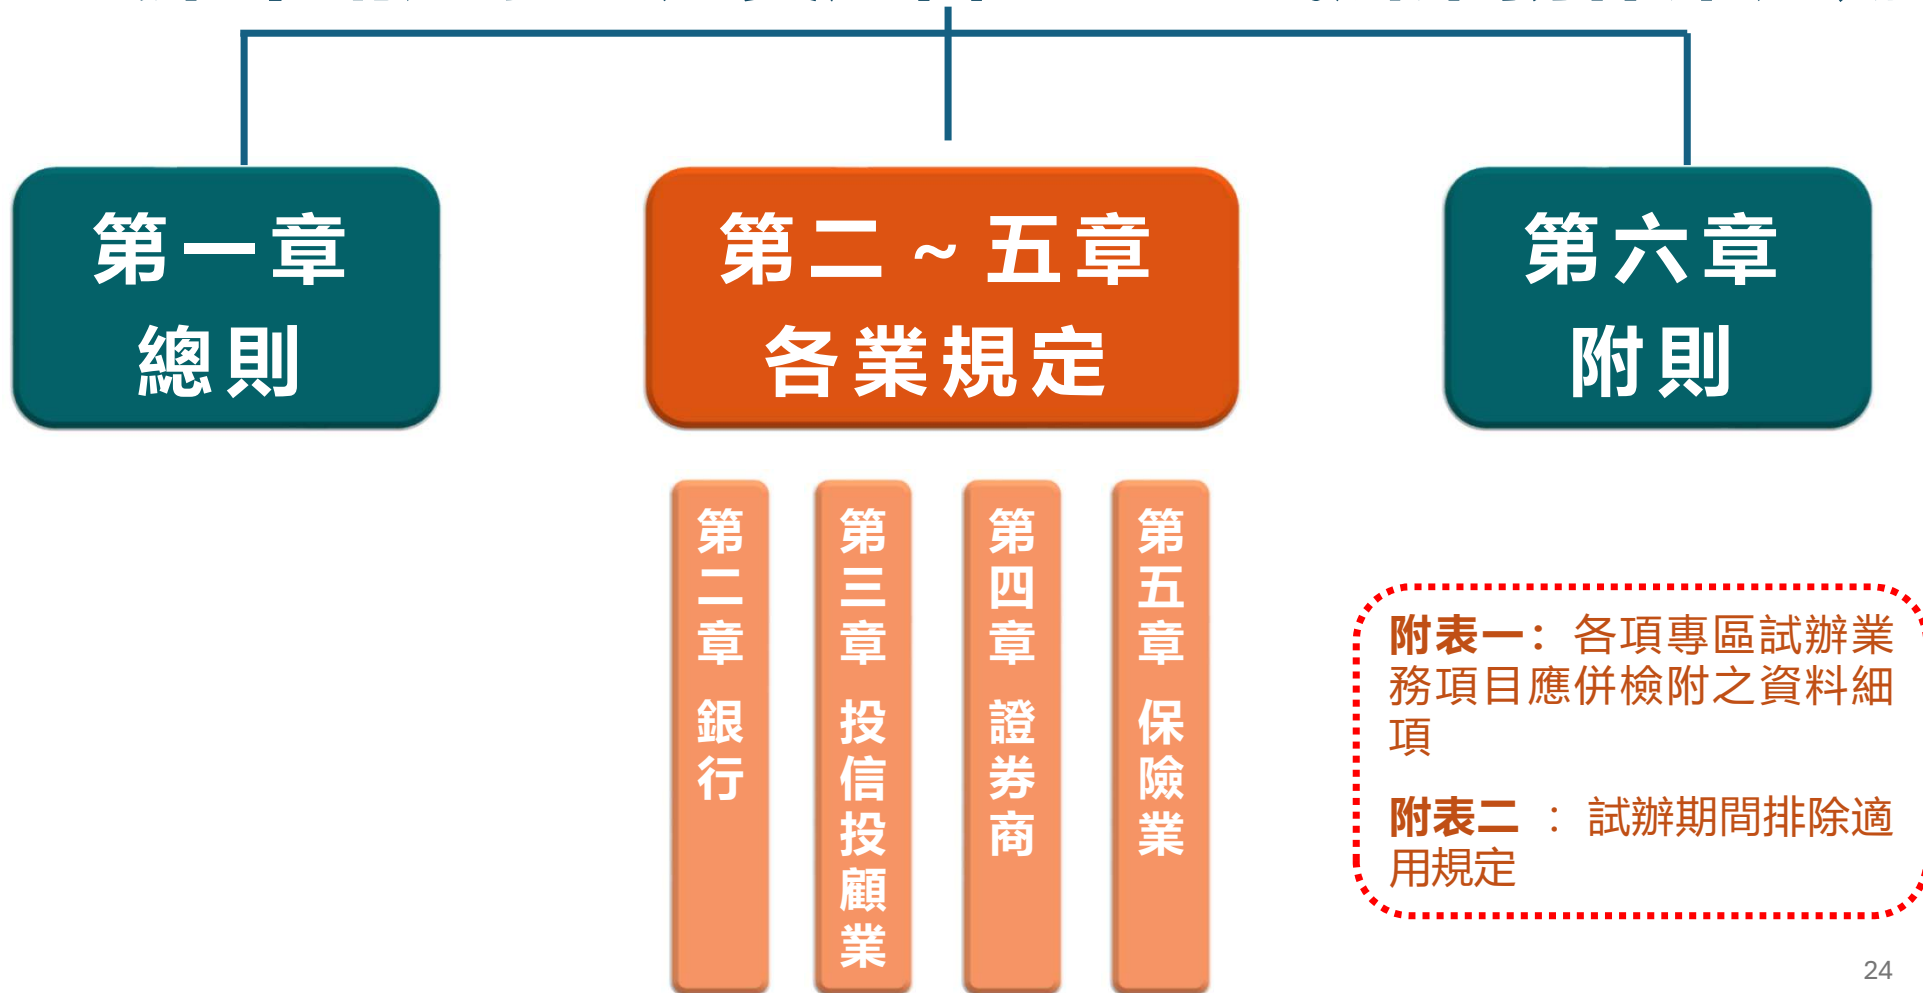 第一章
總則
第二~五章
各業規定
第六章
附則
第二章 銀行
第三章 投信投顧業
第四章 證券商
第五章 保險業
附表一：各項專區試辦業
務項目應併檢附之資料細
項
附表二 ：試辦期間排除適
用規定
24